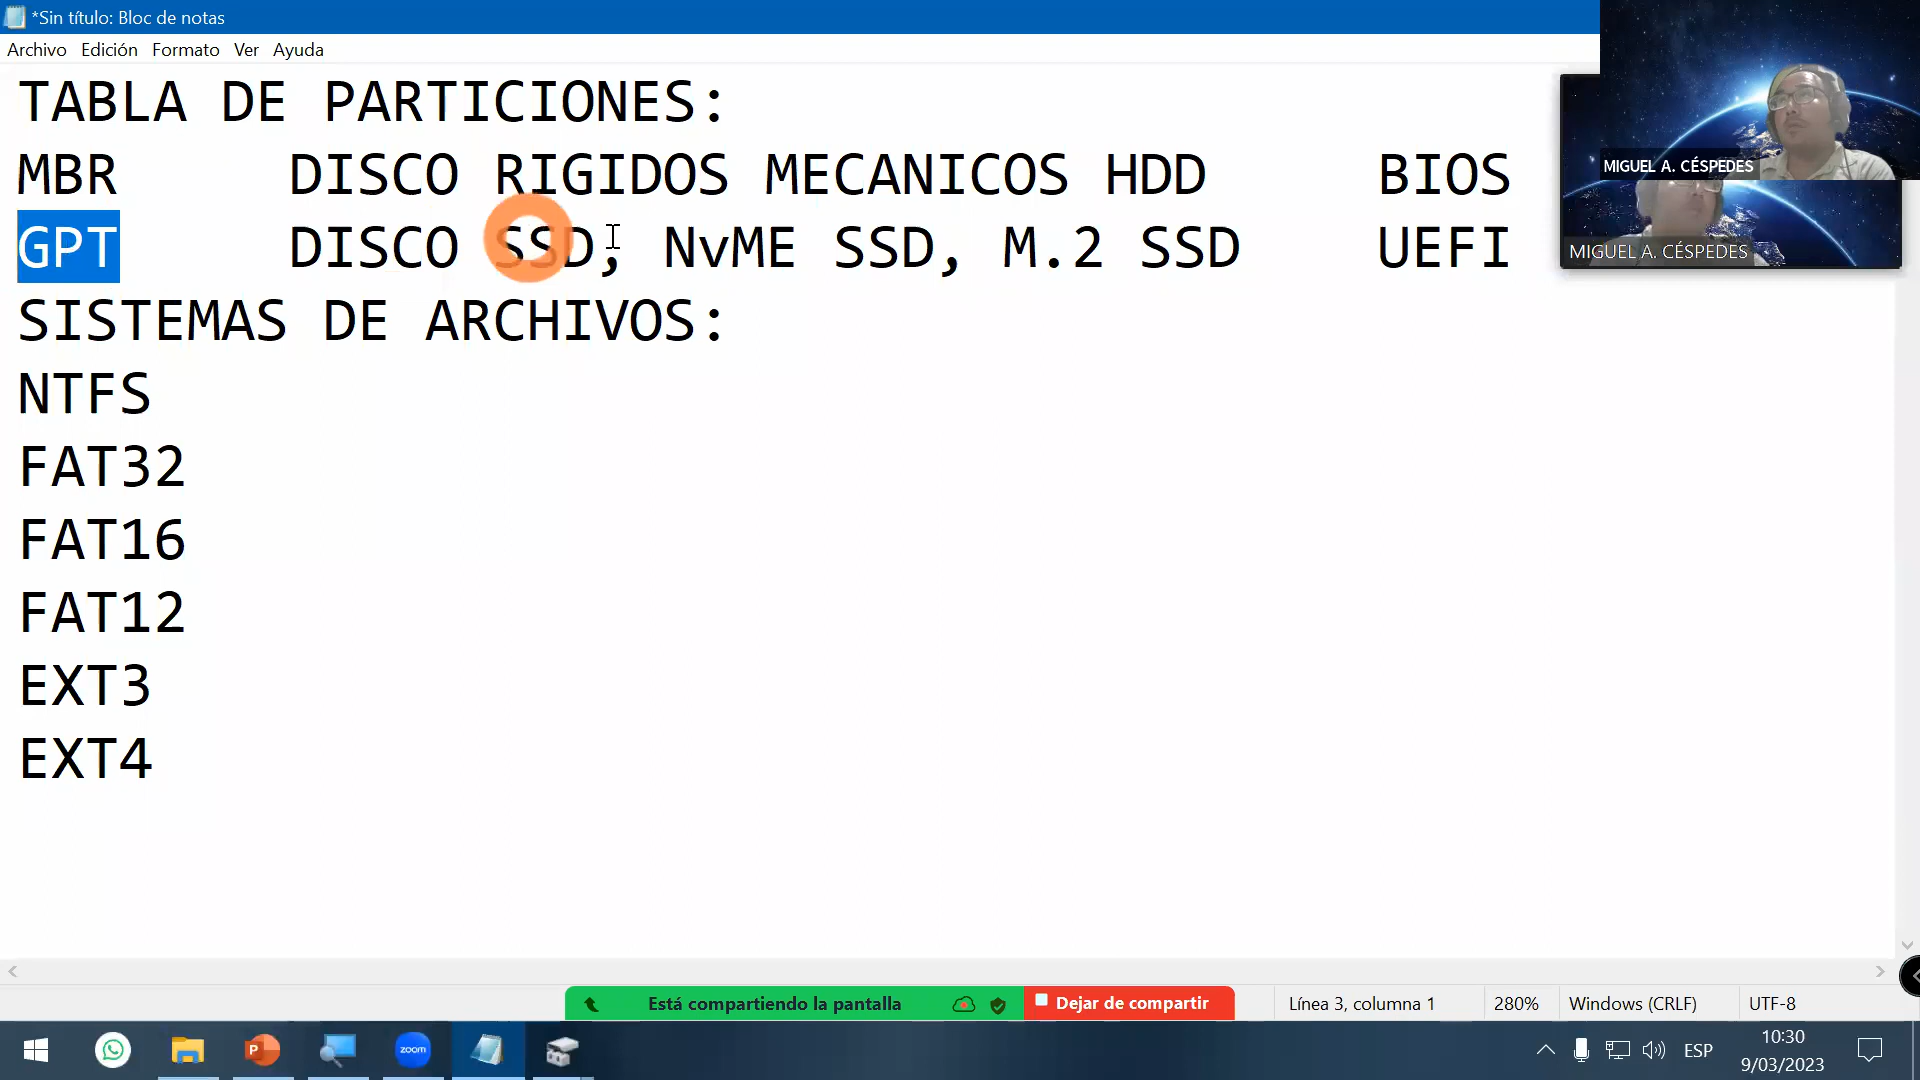 *Sin título: Bloc de notas
Archivo Edición Formato Ver Ayuda
TABLA DE PARTICIONES:
MBR DISCO RIGIDOS MECANICOS HDD BIOS
GPT DISCO SSD, NvME SSD, M.2 SSD UEFI
SISTEMAS DE ARCHIVOS:
NTFS
FAT32
FAT16
FAT12
EXT3
EXT4
MIGUEL A. CÉSPEDES
MIGUEL A. CÉSPEDES
Está compartiendo la pantalla Dejar de compartir
Línea 3, columna 1 280% Windows (CRLF) UTF-8
zoom
ESP
10:30
9/03/2023